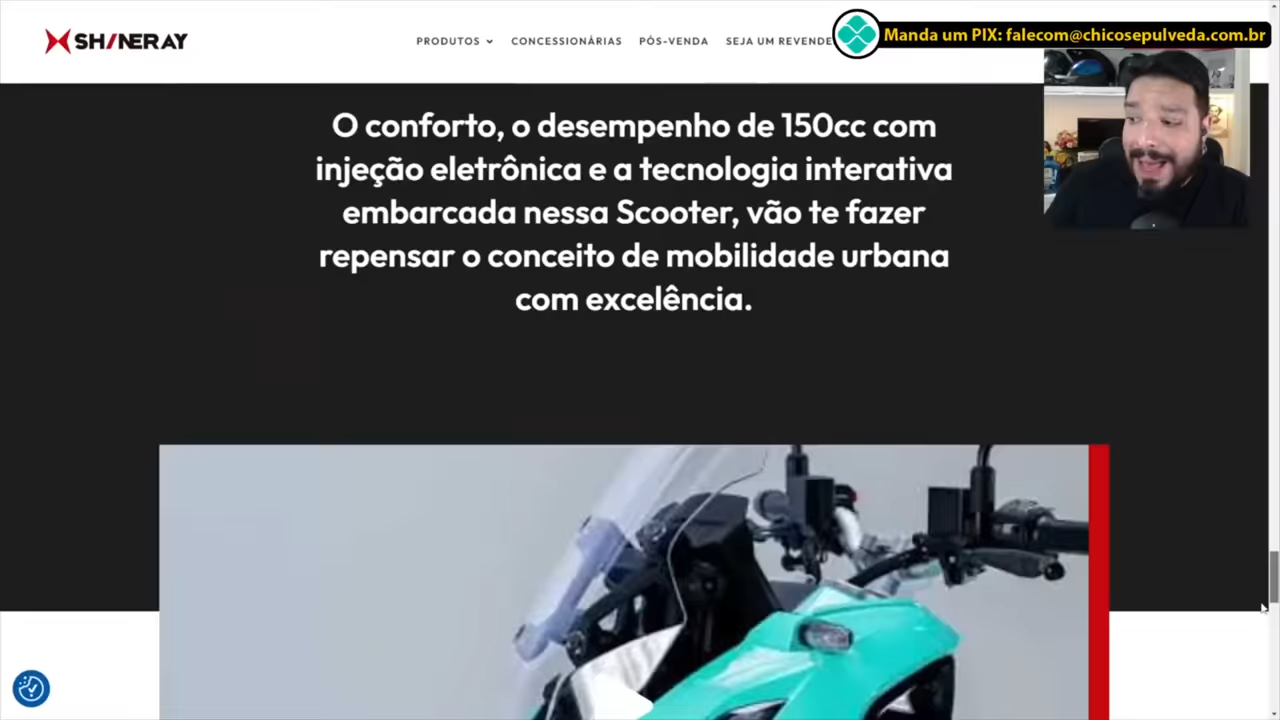 SHINERAY
PRODUTOS
CONCESSIONÁRIAS
PÓS-VENDA
SEJA UM REVENDE
Manda um PIX: falecom@chicosepulveda.com.br
O conforto, o desempenho de 150cc com
injeção eletrônica e a tecnologia interativa
embarcada nessa Scooter, vão te fazer
repensar o conceito de mobilidade urbana
com excelência.